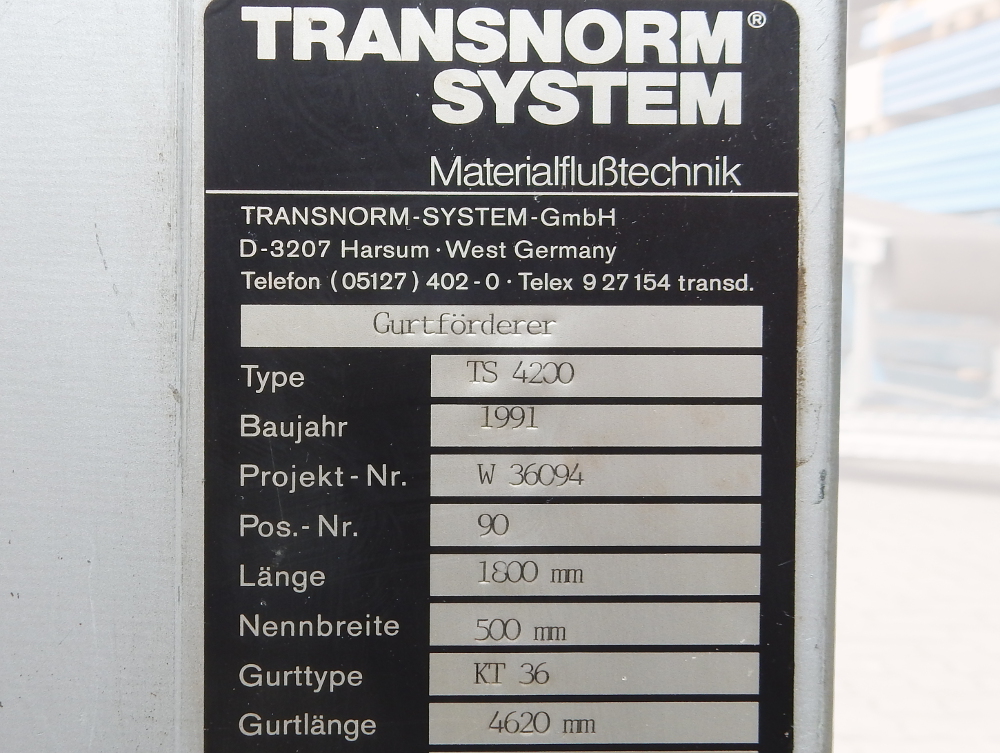 TRANSNORM®
SYSTEM
Materialflußtechnik
TRANSNORM-SYSTEM-GmbH
D-3207 Harsum · West Germany
Telefon (05127) 402-0 · Telex 9 27 154 transd.
Gurtförderer
Type TS 4200
Baujahr 1991
Projekt-Nr. W 36094
Pos.-Nr. 90
Länge 1800 mm
Nennbreite 500 mm
Gurttype KT 36
Gurtlänge 4620 mm